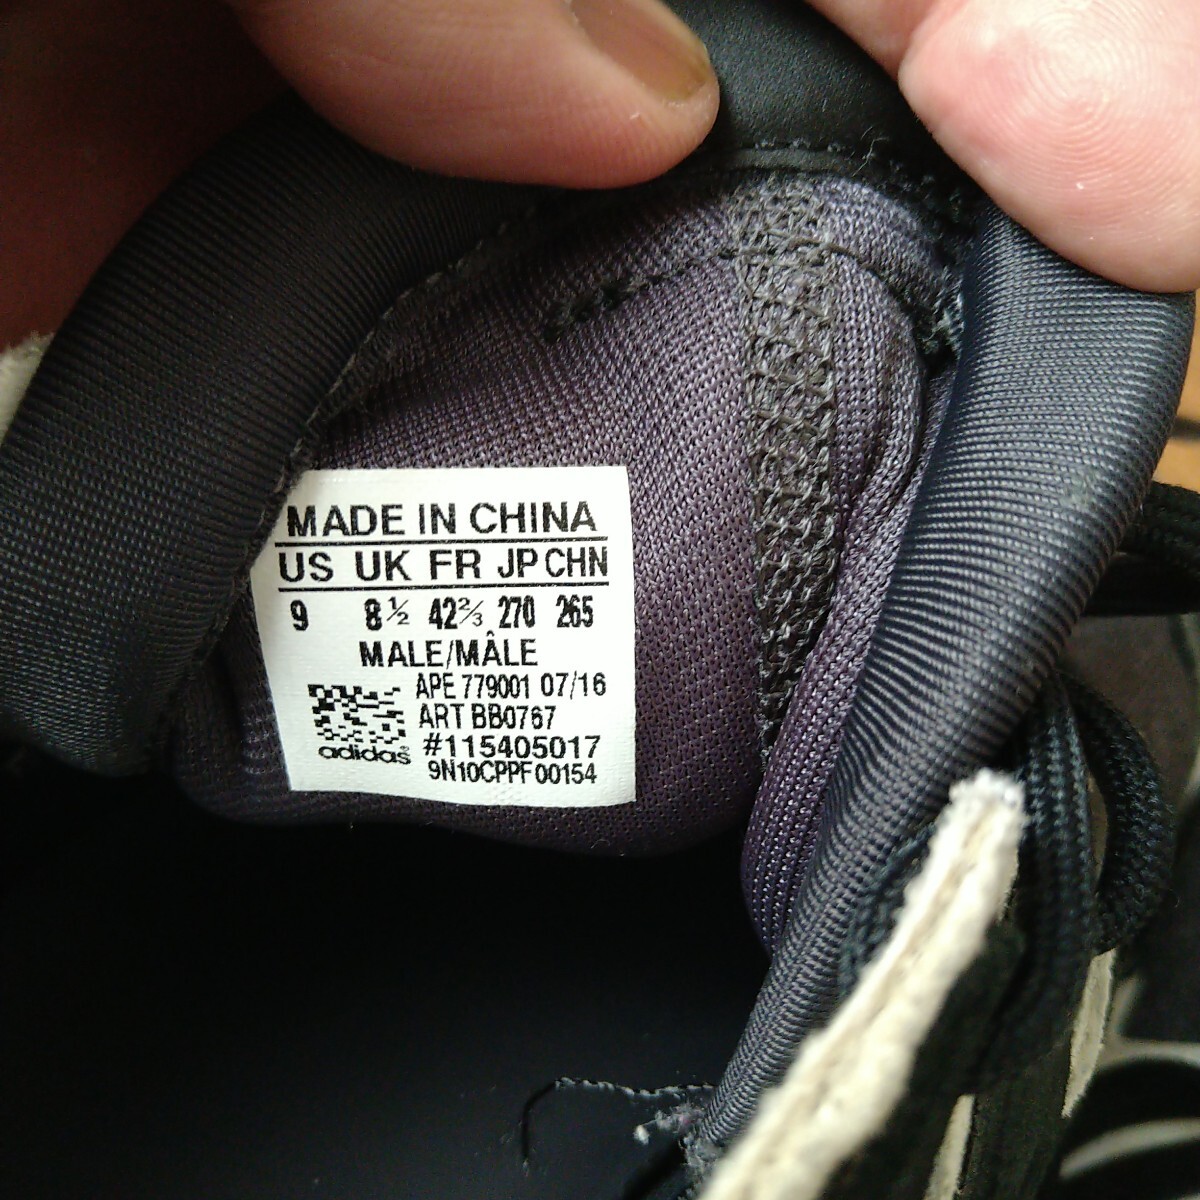 MADE IN CHINA
US UK FR JP CHN
9 8½ 42⅔ 270 265
MALE/MÂLE
APE 779001 07/16
ART BB0767
#115405017
adidas
9N10CPPF00154